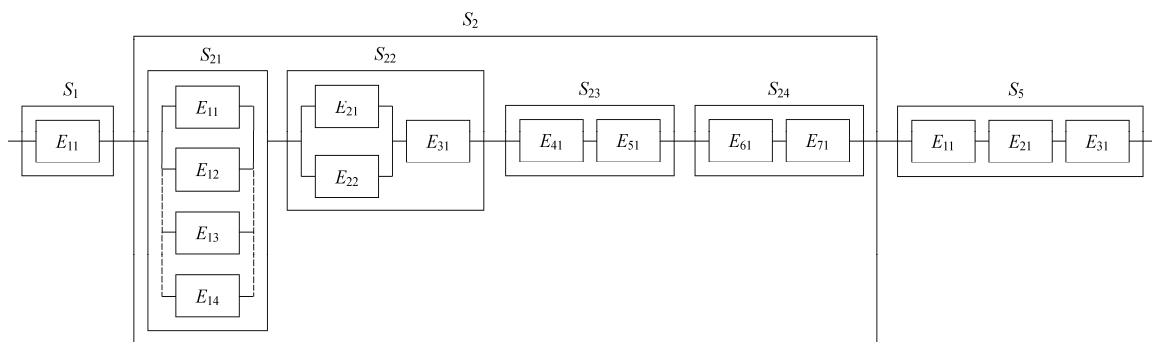 S₂
S₂₁ S₂₂
S₁ S₂₃ S₂₄ S₅
E₁₁ E₂₁
E₁₁ E₃₁ E₄₁ E₅₁ E₆₁ E₇₁ E₁₁ E₂₁ E₃₁
E₁₂ E₂₂
E₁₃
E₁₄